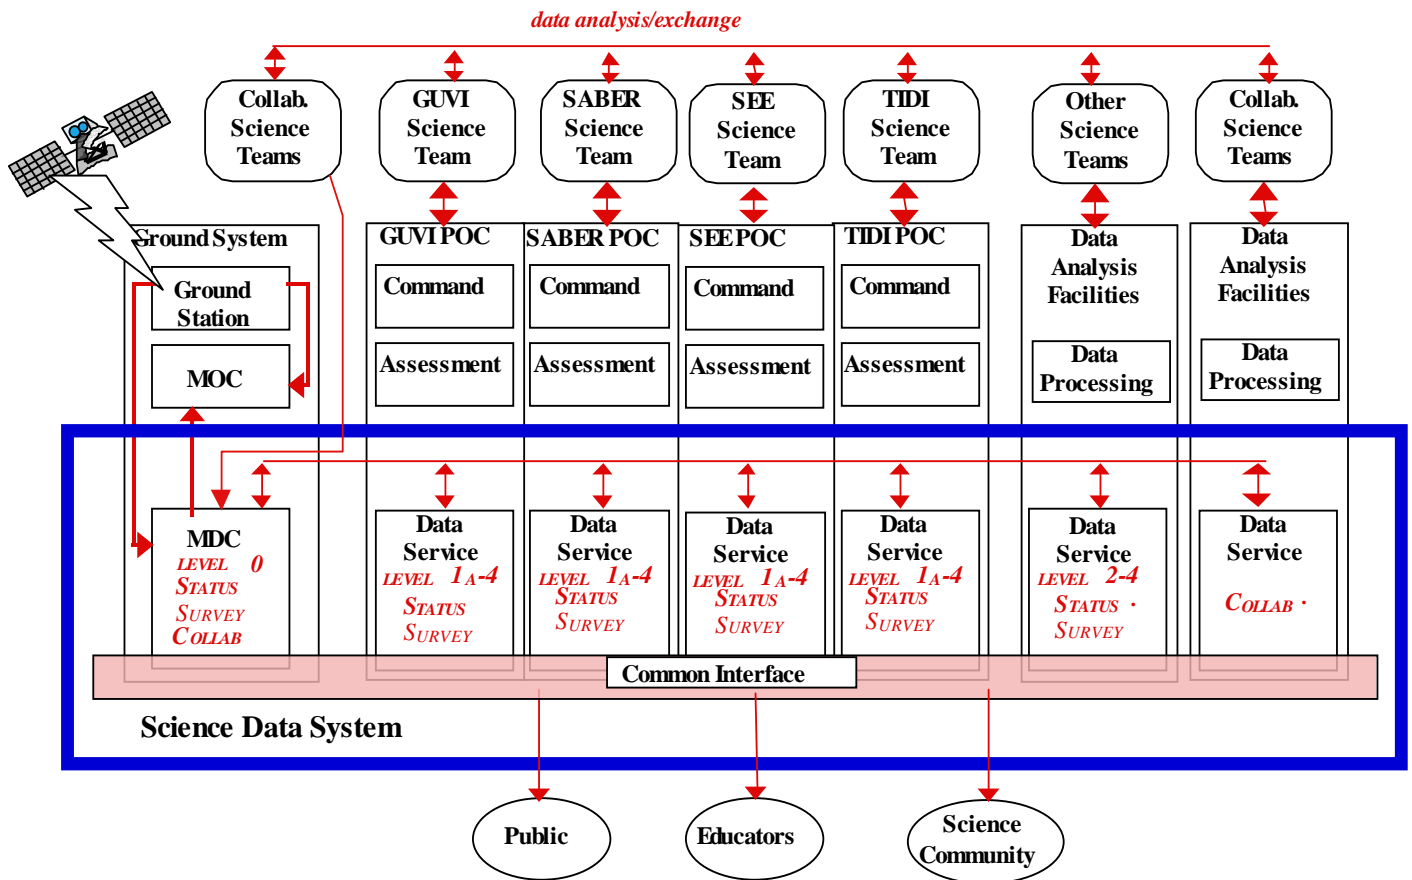 data analysis/exchange
Collab.
Science
Teams
GUVI
Science
Team
SABER
Science
Team
SEE
Science
Team
TIDI
Science
Team
Other
Science
Teams
Collab.
Science
Teams
Ground System
Ground
Station
MOC
GUVI POC
Command
Assessment
SABER POC
Command
Assessment
SEE POC
Command
Assessment
TIDI POC
Command
Assessment
Data
Analysis
Facilities
Data
Processing
Data
Analysis
Facilities
Data
Processing
MDC
LEVEL 0
STATUS
SURVEY
COLLAB
Data
Service
LEVEL 1A-4
STATUS
SURVEY
Data
Service
LEVEL 1A-4
STATUS
SURVEY
Data
Service
LEVEL 1A-4
STATUS
SURVEY
Data
Service
LEVEL 1A-4
STATUS
SURVEY
Data
Service
LEVEL 2-4
STATUS ·
SURVEY
Data
Service
COLLAB ·
Common Interface
Science Data System
Public
Educators
Science
Community